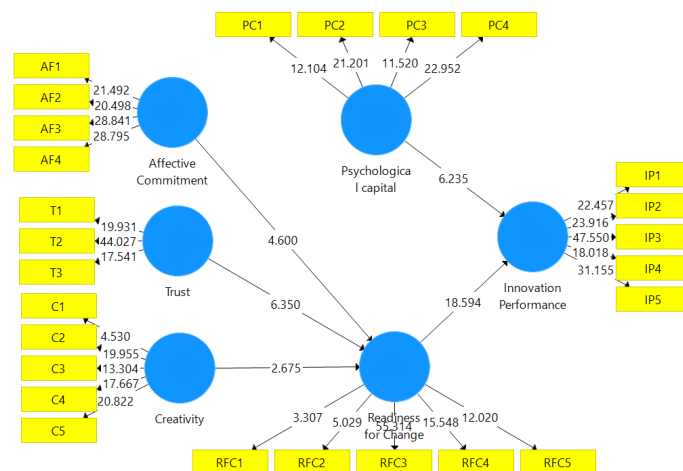 PC1
PC2
PC3
PC4
12.104
21.201
11.520
22.952
AF1
AF2
AF3
AF4
21.492
20.498
28.841
28.795
Affective
Commitment
Psychologica
l capital
6.235
IP1
IP2
IP3
IP4
IP5
22.457
23.916
47.550
18.018
31.155
Innovation
Performance
T1
T2
T3
19.931
44.027
17.541
Trust
4.600
6.350
18.594
C1
C2
C3
C4
C5
4.530
19.955
13.304
17.667
20.822
Creativity
2.675
Readiness
for Change
3.307
5.029
55.314
15.548
12.020
RFC1
RFC2
RFC3
RFC4
RFC5